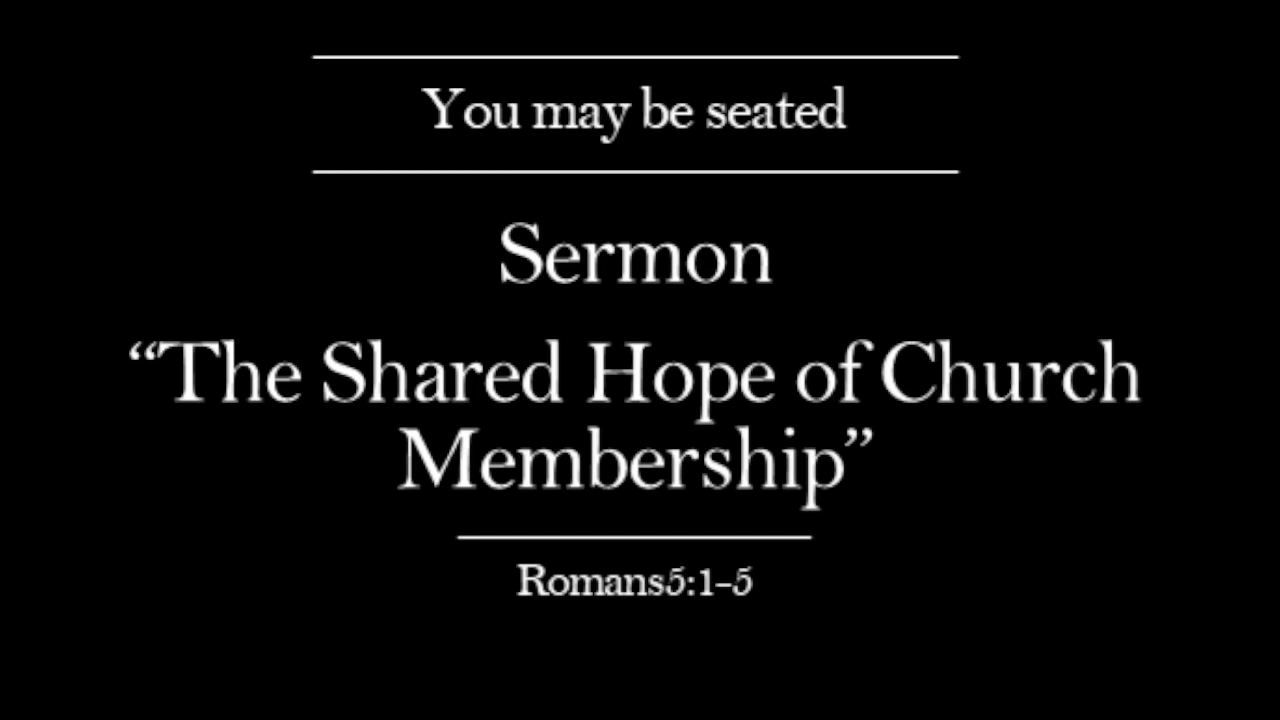 You may be seated
Sermon
“The Shared Hope of Church
Membership”
Romans5:1–5